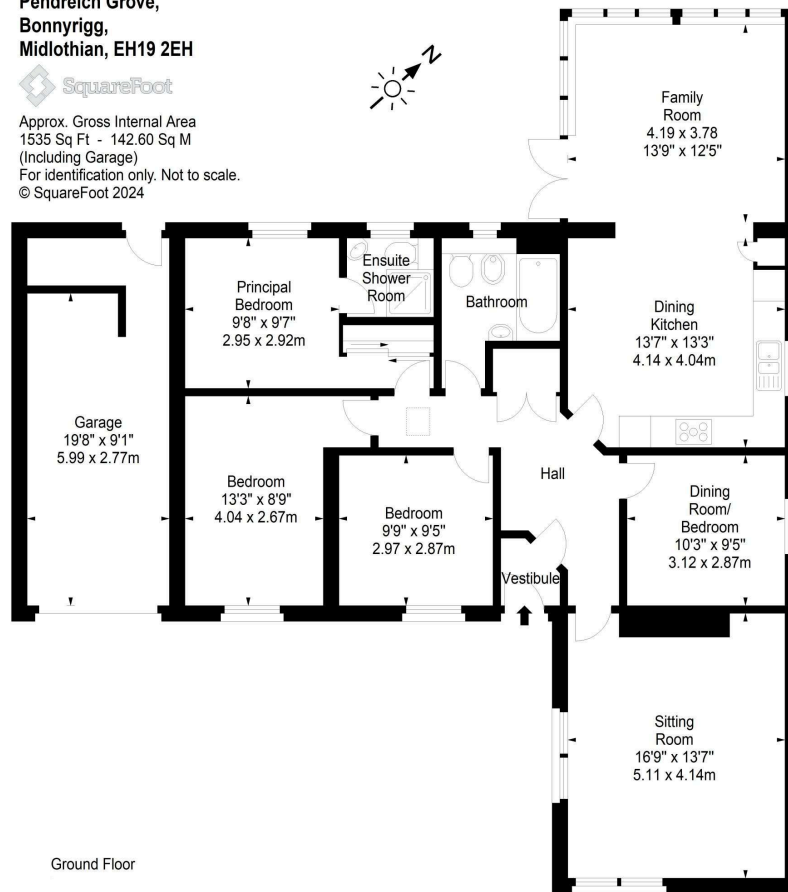 Pendreich Grove,
Bonnyrigg,
Midlothian, EH19 2EH
SquareFoot
Approx. Gross Internal Area
1535 Sq Ft - 142.60 Sq M
(Including Garage)
For identification only. Not to scale.
© SquareFoot 2024
N
Family
Room
4.19 x 3.78
13'9" x 12'5"
Principal
Bedroom
9'8" x 9'7"
2.95 x 2.92m
Ensuite
Shower
Room
Bathroom
Dining
Kitchen
13'7" x 13'3"
4.14 x 4.04m
Garage
19'8" x 9'1"
5.99 x 2.77m
Bedroom
13'3" x 8'9"
4.04 x 2.67m
Bedroom
9'9" x 9'5"
2.97 x 2.87m
Hall
Vestibule
Dining
Room/
Bedroom
10'3" x 9'5"
3.12 x 2.87m
Sitting
Room
16'9" x 13'7"
5.11 x 4.14m
Ground Floor